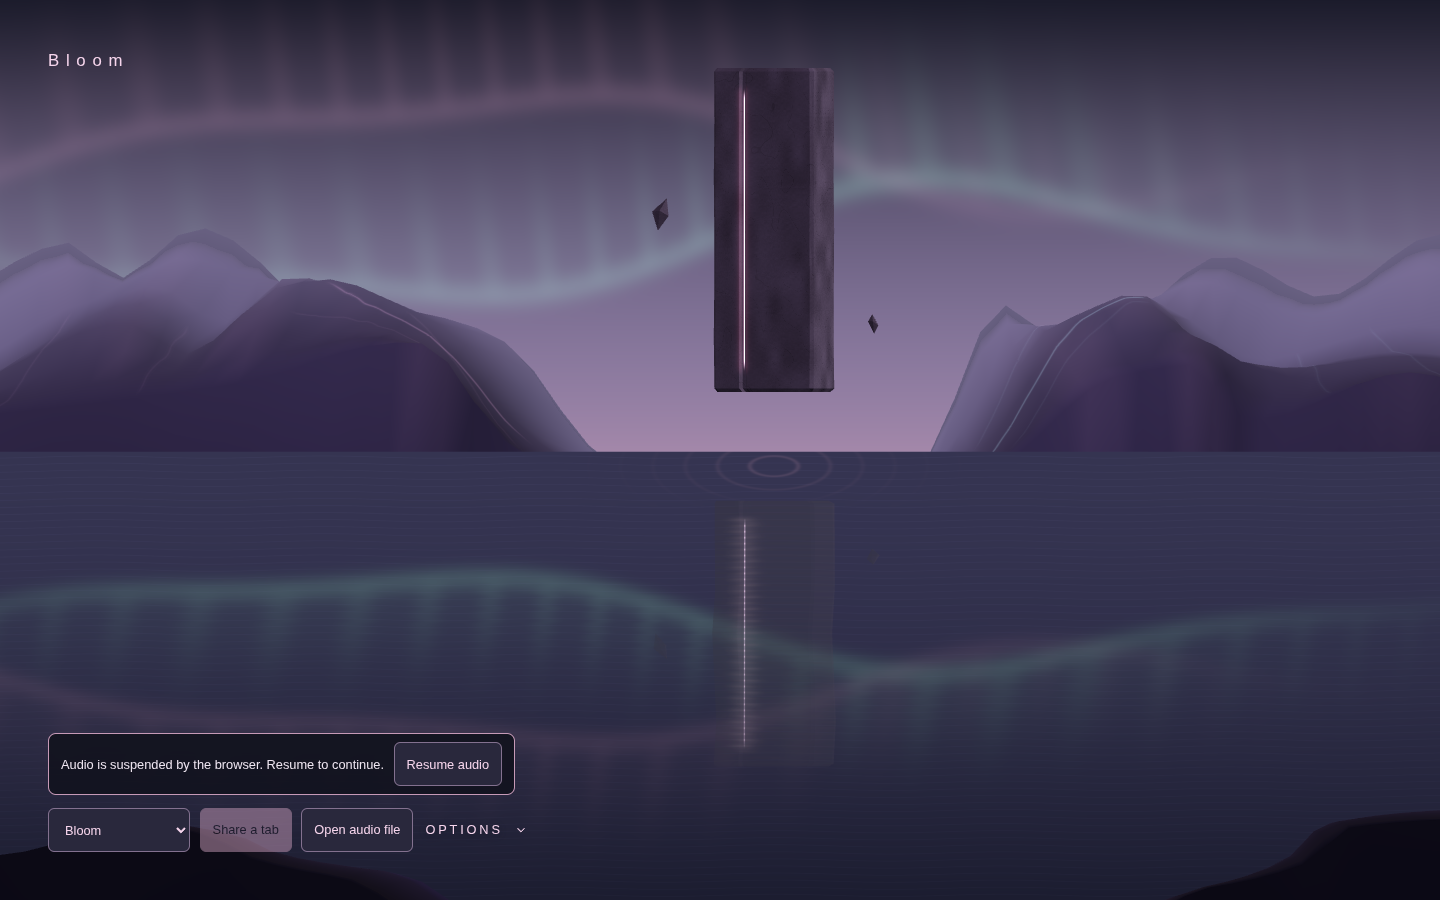 Bloom
Audio is suspended by the browser. Resume to continue.
Resume audio
Bloom
Share a tab
Open audio file
OPTIONS